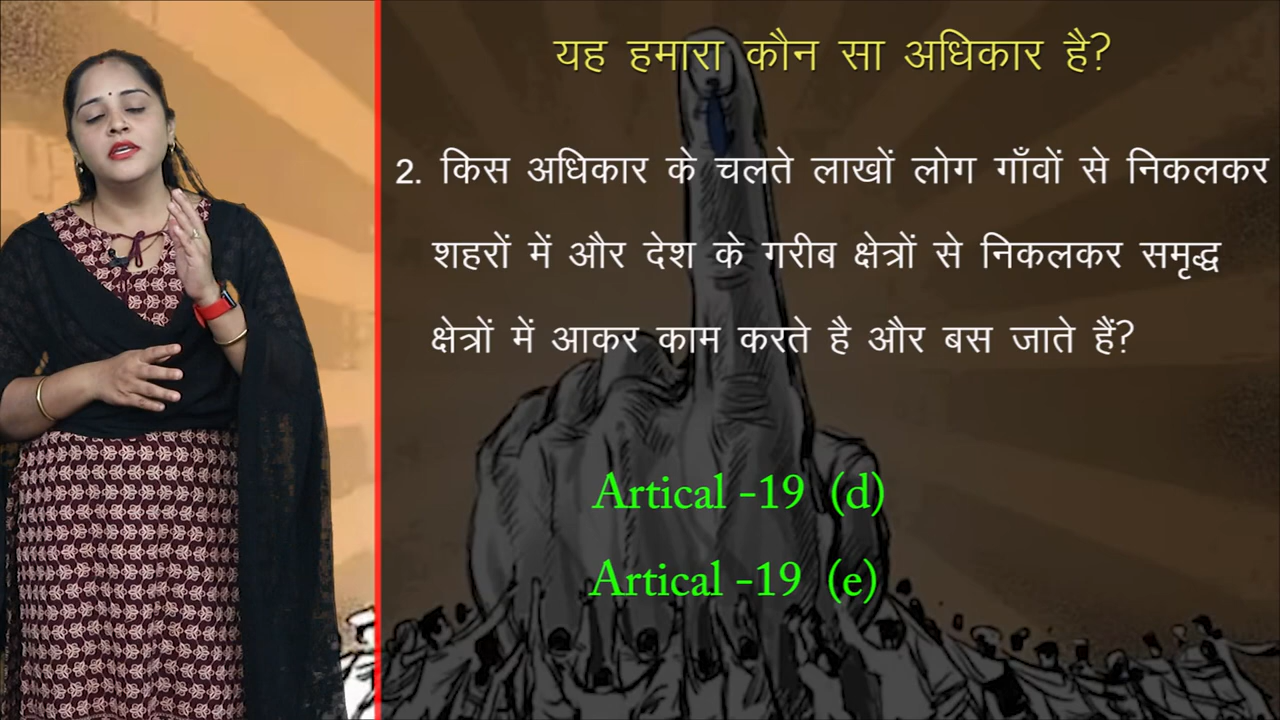 यह हमारा कौन सा अधिकार है?
2. किस अधिकार के चलते लाखों लोग गाँवों से निकलकर
शहरों में और देश के गरीब क्षेत्रों से निकलकर समृद्ध
क्षेत्रों में आकर काम करते है और बस जाते हैं?
Artical -19 (d)
Artical -19 (e)